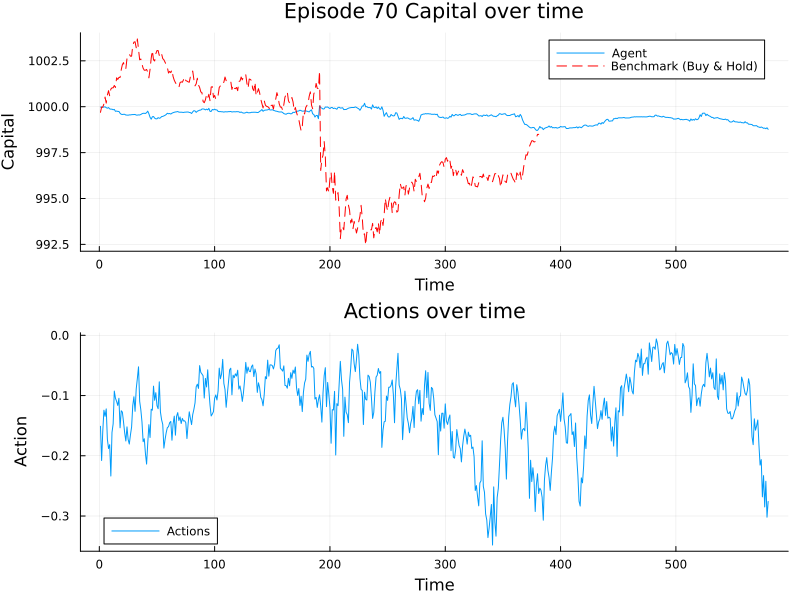 Episode 70 Capital over time
Agent
Benchmark (Buy & Hold)
1002.5
1000.0
997.5
995.0
992.5
Capital
0 100 200 300 400 500
Time
Actions over time
0.0
−0.1
−0.2
−0.3
Action
Actions
0 100 200 300 400 500
Time